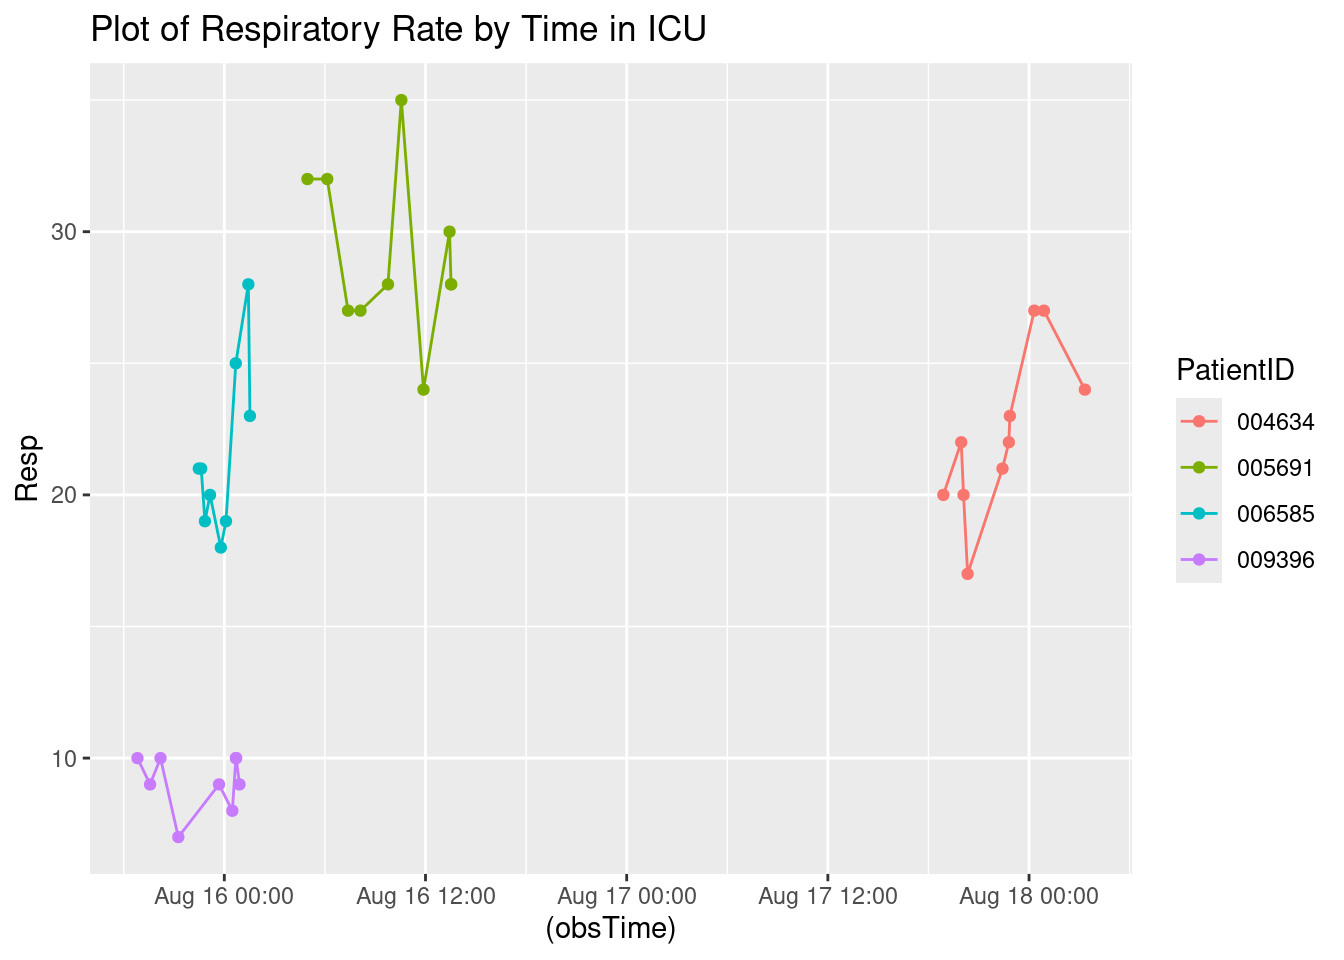 Plot of Respiratory Rate by Time in ICU
Resp
30
20
10
Aug 16 00:00 Aug 16 12:00 Aug 17 00:00 Aug 17 12:00 Aug 18 00:00
(obsTime)
PatientID
004634
005691
006585
009396